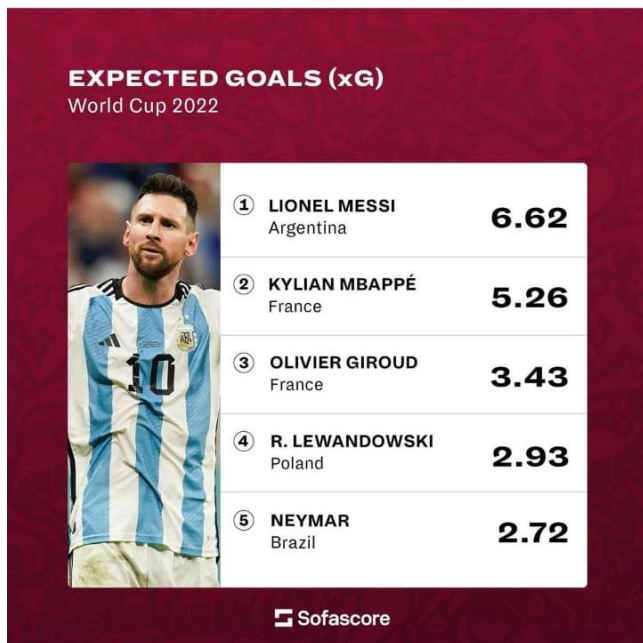 EXPECTED GOALS (xG)
World Cup 2022
1 LIONEL MESSI 6.62
Argentina
2 KYLIAN MBAPPÉ 5.26
France
3 OLIVIER GIROUD 3.43
France
4 R. LEWANDOWSKI 2.93
Poland
5 NEYMAR 2.72
Brazil
10
Sofascore